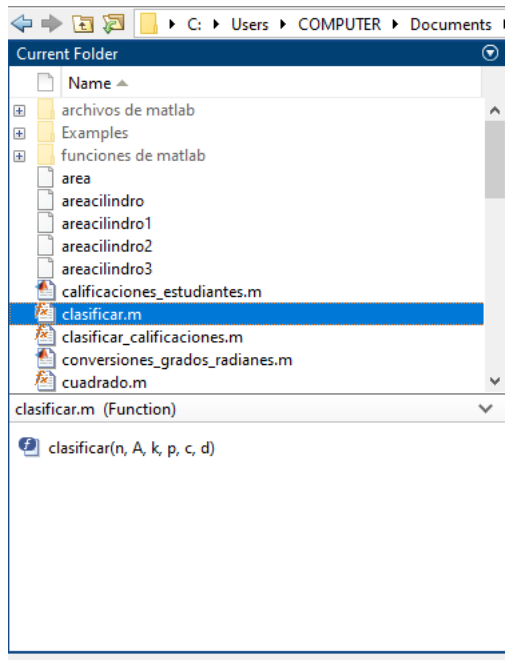 C: Users COMPUTER Documents
Current Folder
Name
archivos de matlab
Examples
funciones de matlab
area
areacilindro
areacilindro1
areacilindro2
areacilindro3
calificaciones_estudiantes.m
clasificar.m
clasificar_calificaciones.m
conversiones_grados_radianes.m
cuadrado.m
clasificar.m (Function)
clasificar(n, A, k, p, c, d)